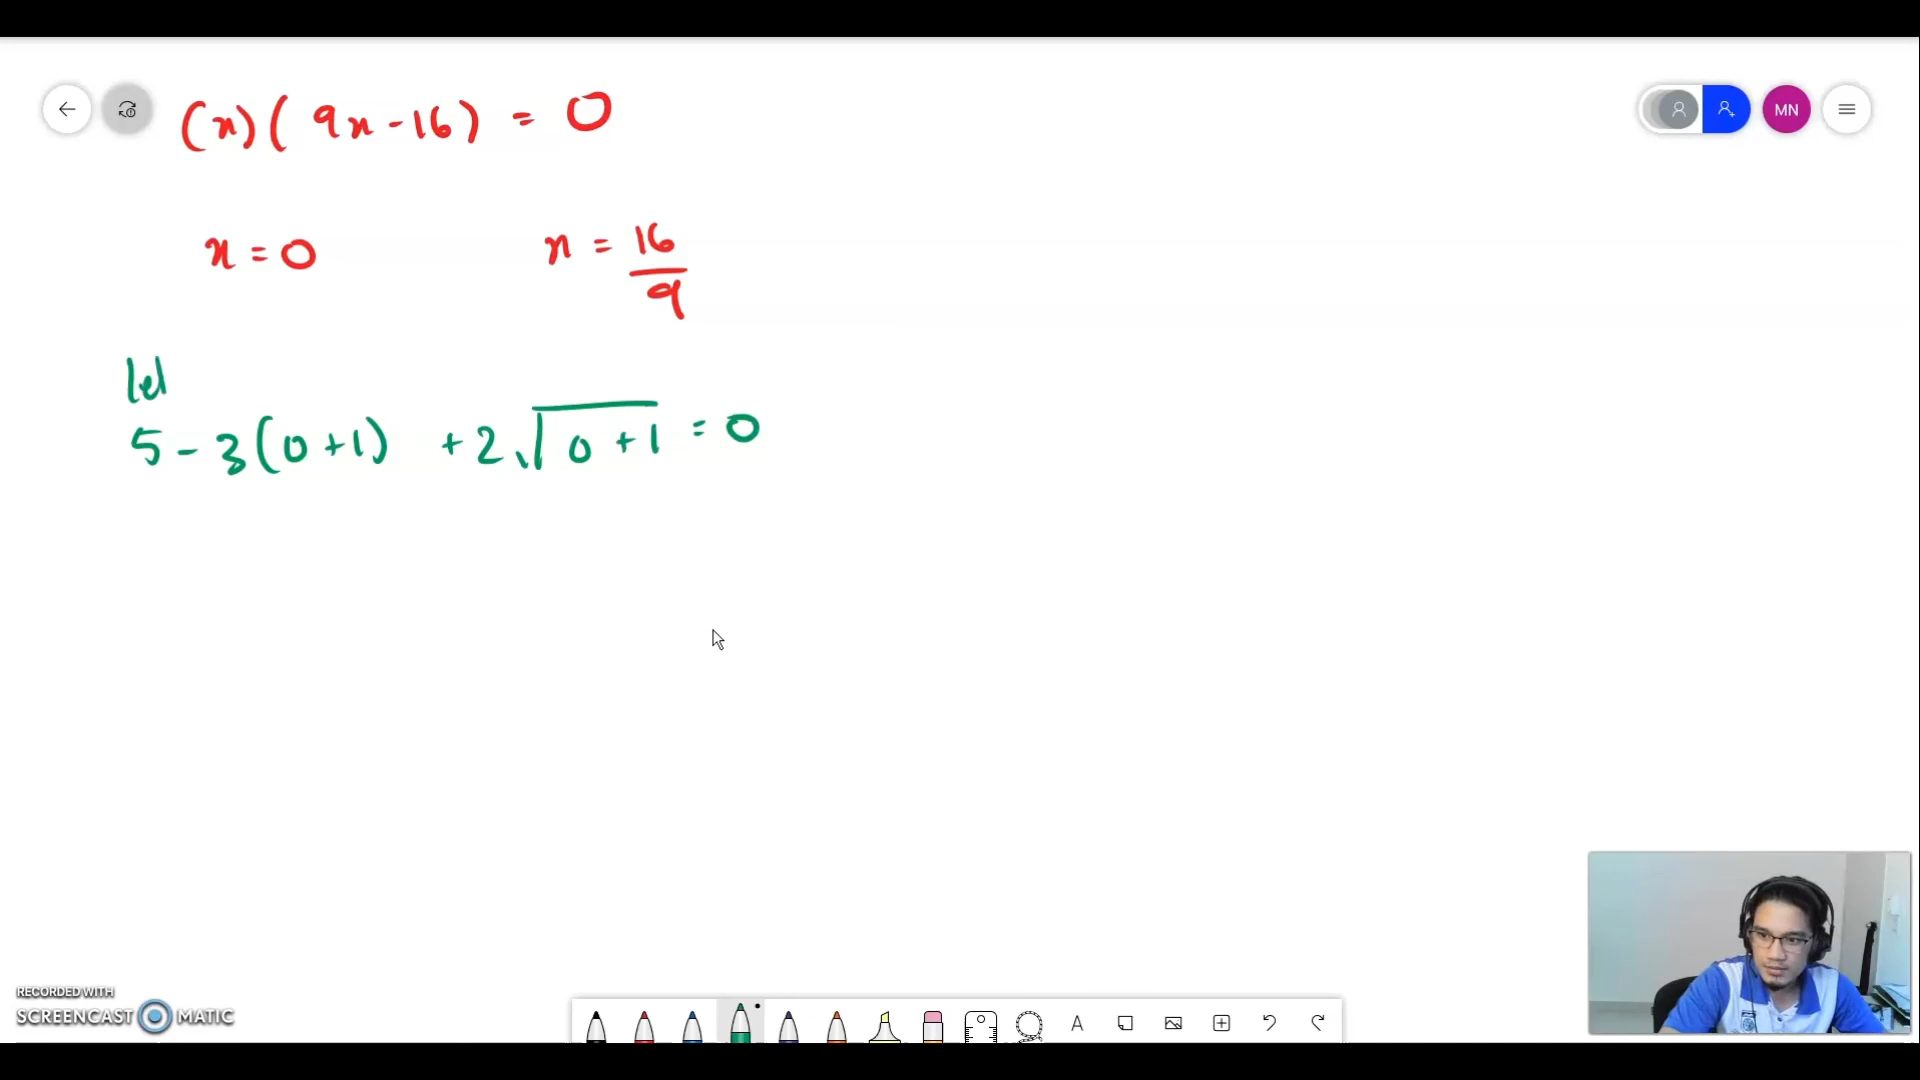 (x)(9x-16) = 0
MN
x = 0
x = 16/9
let
5 - 3(0+1) + 2√(0+1) = 0
RECORDED WITH
SCREENCAST MATIC
A